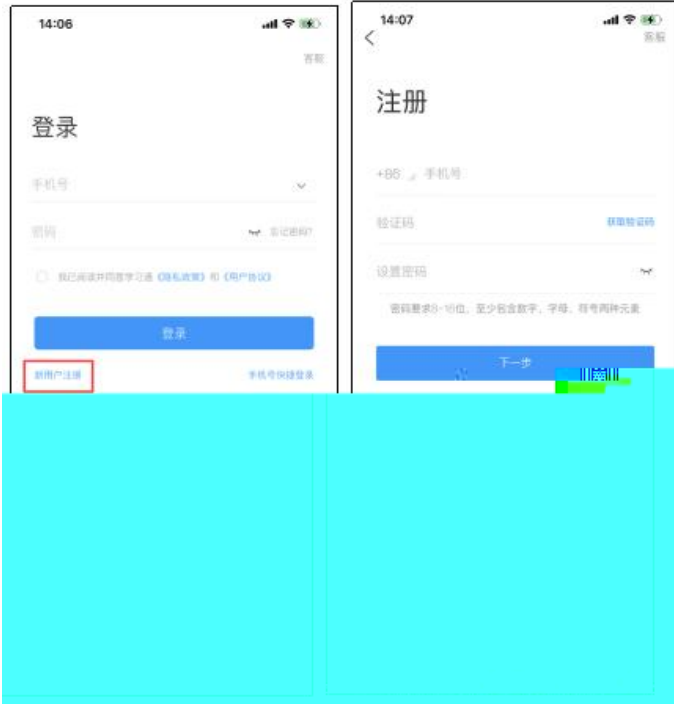 14:06
客服
登录
手机号
密码
忘记密码?
我已阅读并同意学习通《隐私政策》和《用户协议》
登录
新用户注册
手机号快捷登录
14:07
客服
注册
+86 手机号
验证码
获取验证码
设置密码
密码要求8-16位，至少包含数字、字母、符号两种元素
下一步